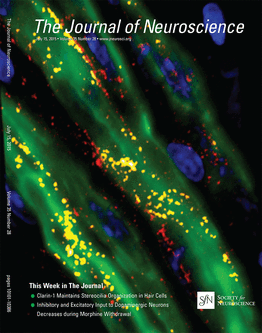 The Journal of Neuroscience
July 15, 2015 • Volume 35 Number 28 • www.jneurosci.org
The Journal of Neuroscience
July 15, 2015
Volume 35 Number 28
pages
This Week in The Journal
Clarin-1 Maintains Stereocilia Organization in Hair Cells
Inhibitory and Excitatory Input to Dopaminergic Neurons
Decreases during Morphine Withdrawal
SfN
SOCIETY for
NEUROSCIENCE